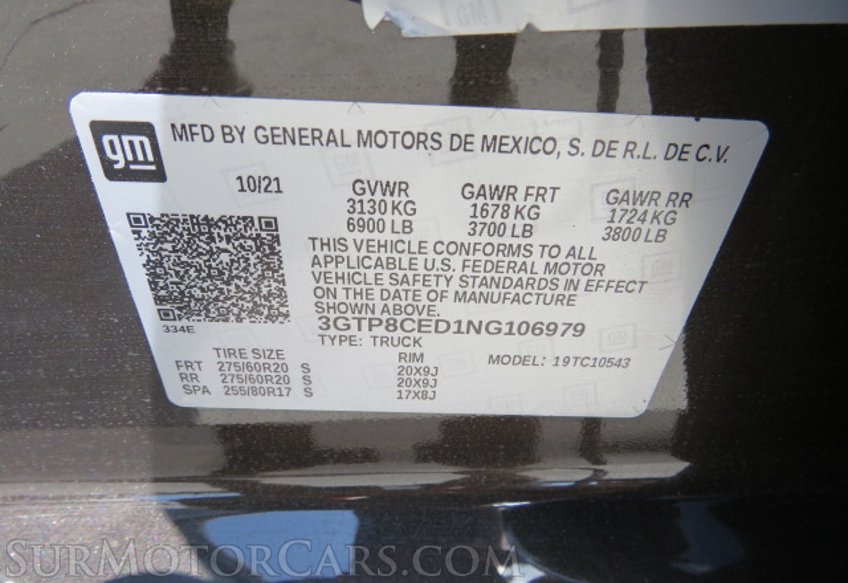 gm
MFD BY GENERAL MOTORS DE MEXICO, S. DE R.L. DE C.V.
10/21 GVWR GAWR FRT GAWR RR
3130 KG 1678 KG 1724 KG
6900 LB 3700 LB 3800 LB
THIS VEHICLE CONFORMS TO ALL
APPLICABLE U.S. FEDERAL MOTOR
VEHICLE SAFETY STANDARDS IN EFFECT
ON THE DATE OF MANUFACTURE
SHOWN ABOVE.
334E
3GTP8CED1NG106979
TYPE: TRUCK
TIRE SIZE RIM MODEL: 19TC10543
FRT 275/60R20 S 20X9J
RR 275/60R20 S 20X9J
SPA 255/80R17 S 17X8J
SURMOTORCARS.COM